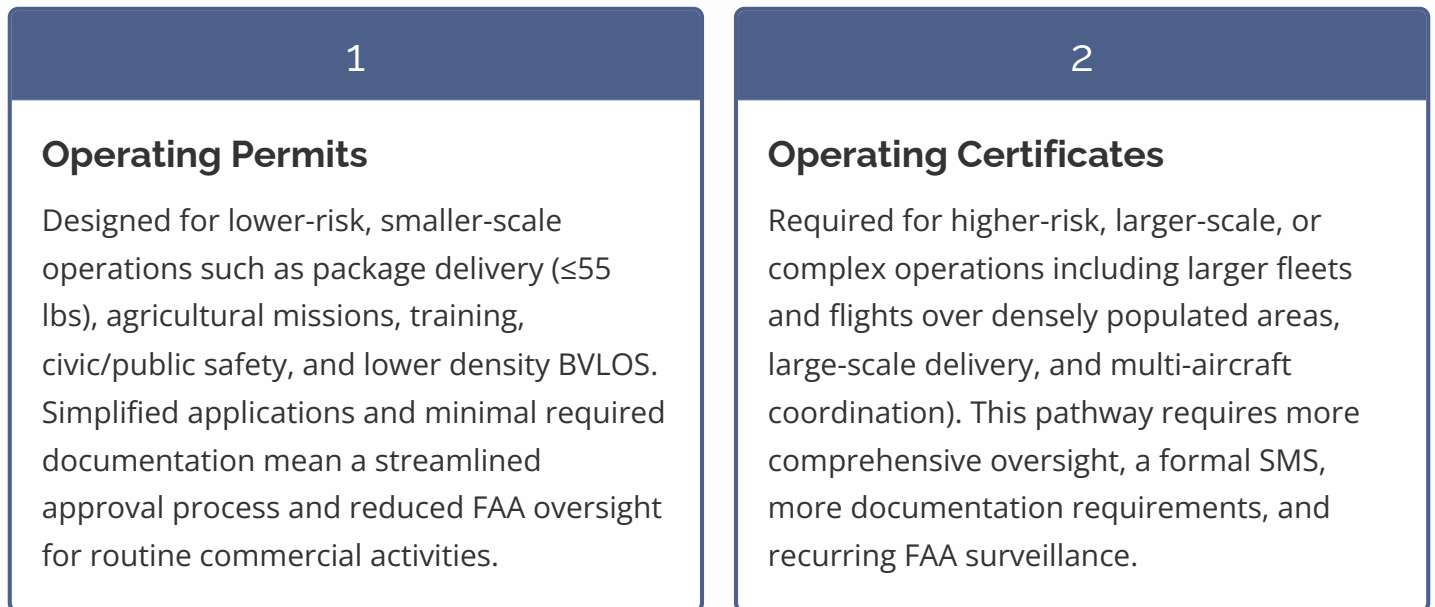 1
Operating Permits
Designed for lower-risk, smaller-scale
operations such as package delivery (≤55
lbs), agricultural missions, training,
civic/public safety, and lower density BVLOS.
Simplified applications and minimal required
documentation mean a streamlined
approval process and reduced FAA oversight
for routine commercial activities.
2
Operating Certificates
Required for higher-risk, larger-scale, or
complex operations including larger fleets
and flights over densely populated areas,
large-scale delivery, and multi-aircraft
coordination). This pathway requires more
comprehensive oversight, a formal SMS,
more documentation requirements, and
recurring FAA surveillance.